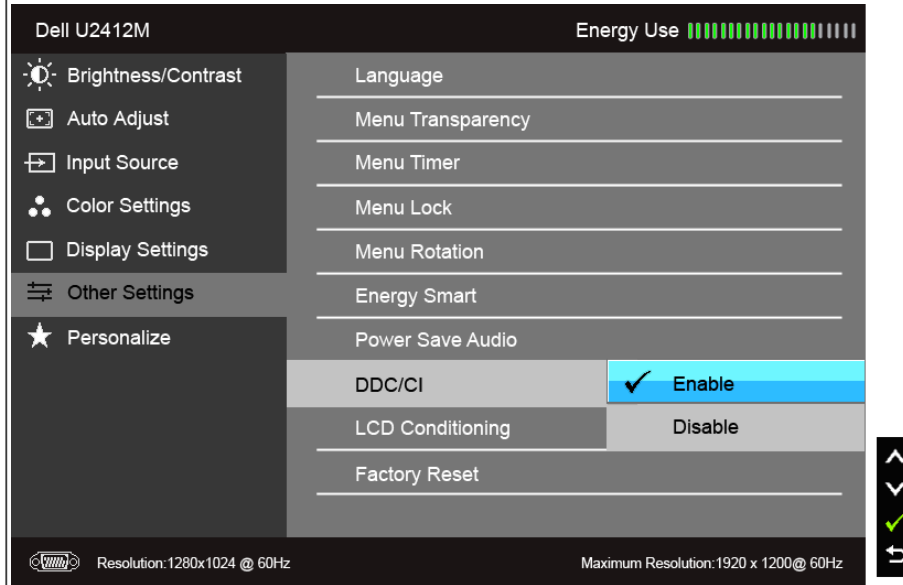 Dell U2412M
Energy Use
Brightness/Contrast
Auto Adjust
Input Source
Color Settings
Display Settings
Other Settings
Personalize
Language
Menu Transparency
Menu Timer
Menu Lock
Menu Rotation
Energy Smart
Power Save Audio
DDC/CI
Enable
Disable
LCD Conditioning
Factory Reset
Resolution:1280x1024 @ 60Hz
Maximum Resolution:1920 x 1200@ 60Hz